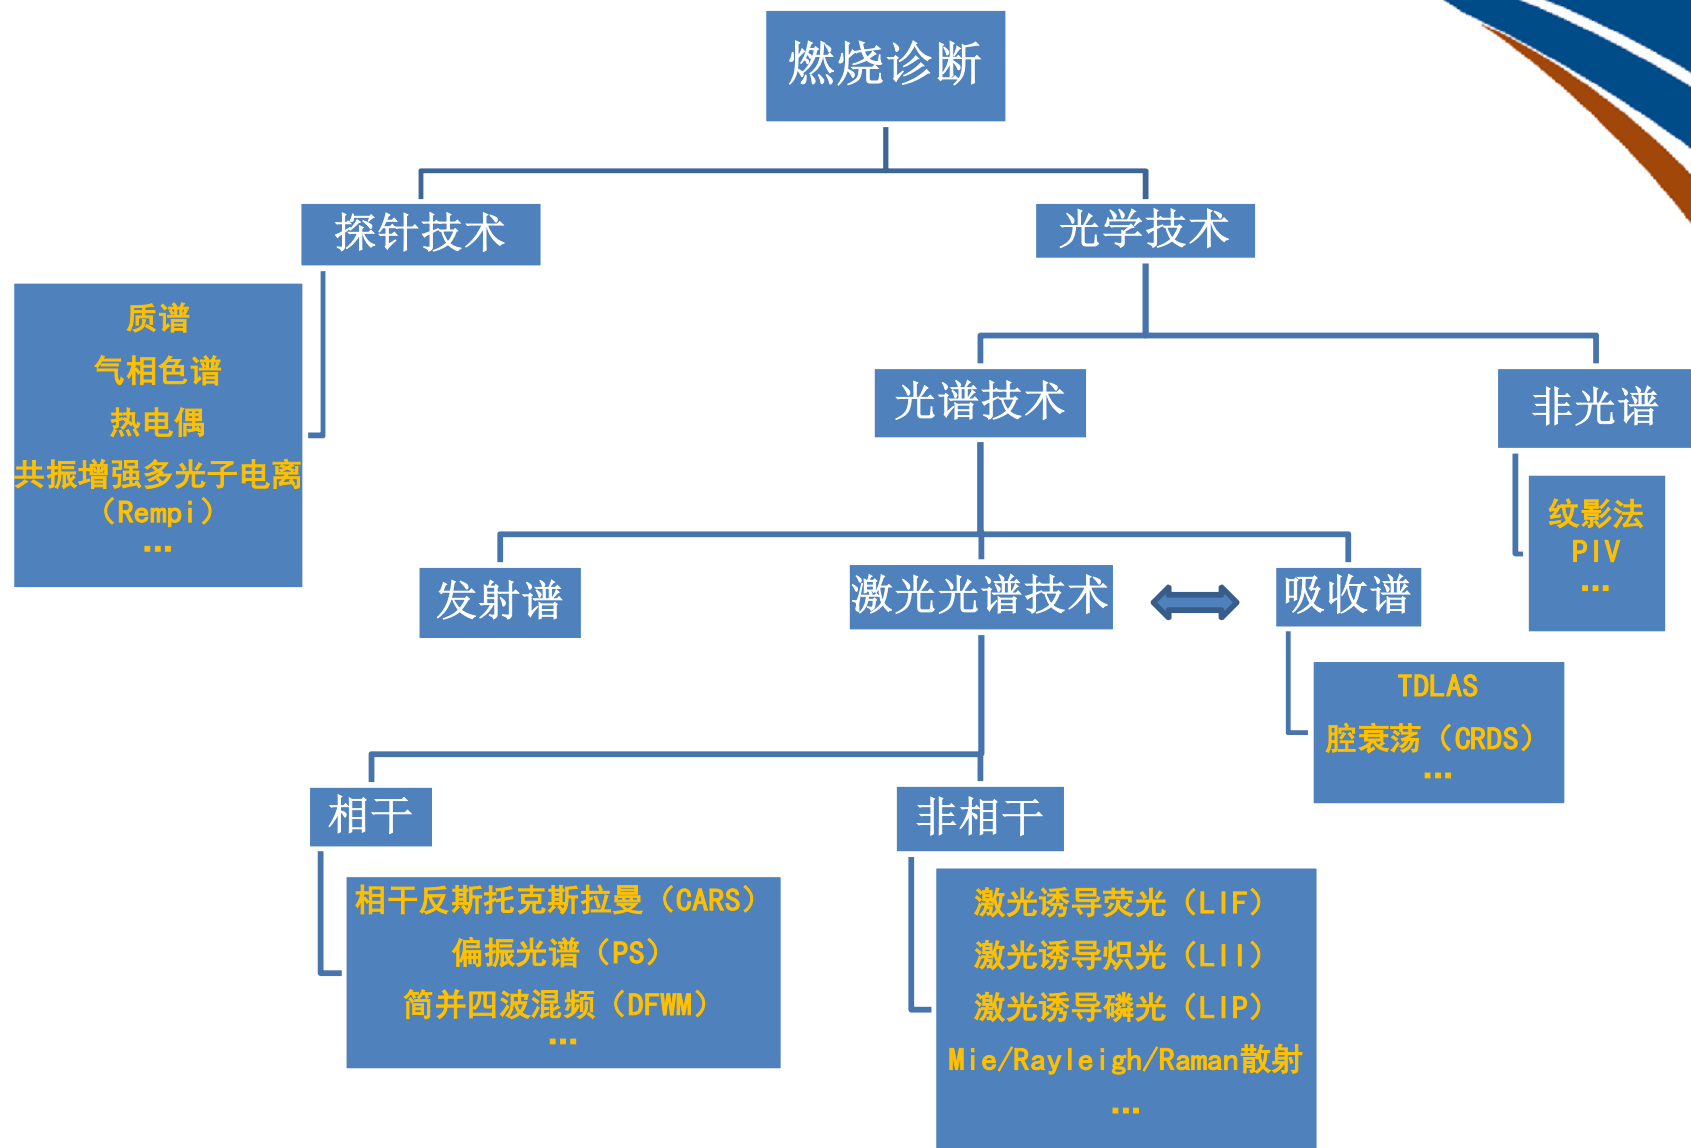 燃烧诊断
探针技术
光学技术
质谱
气相色谱
热电偶
共振增强多光子电离
（Rempi）
…
光谱技术
非光谱
纹影法
PIV
…
发射谱
激光光谱技术
吸收谱
TDLAS
腔衰荡（CRDS）
…
相干
非相干
相干反斯托克斯拉曼（CARS）
偏振光谱（PS）
简并四波混频（DFWM）
…
激光诱导荧光（LIF）
激光诱导炽光（LII）
激光诱导磷光（LIP）
Mie/Rayleigh/Raman散射
…